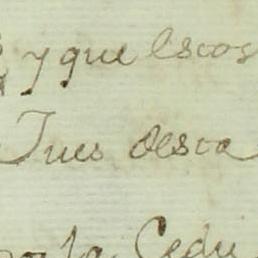 y que Escos
Jues desta
la Cedu